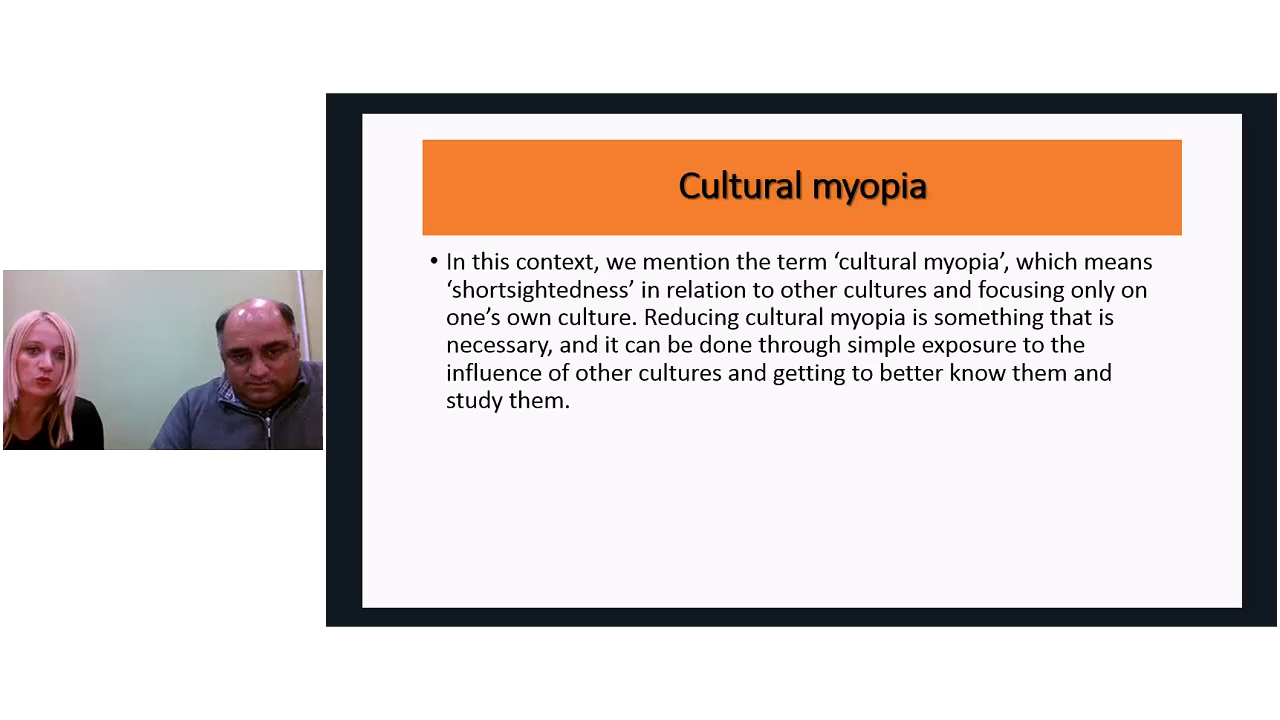 Cultural myopia
• In this context, we mention the term ‘cultural myopia’, which means
‘shortsightedness’ in relation to other cultures and focusing only on
one’s own culture. Reducing cultural myopia is something that is
necessary, and it can be done through simple exposure to the
influence of other cultures and getting to better know them and
study them.